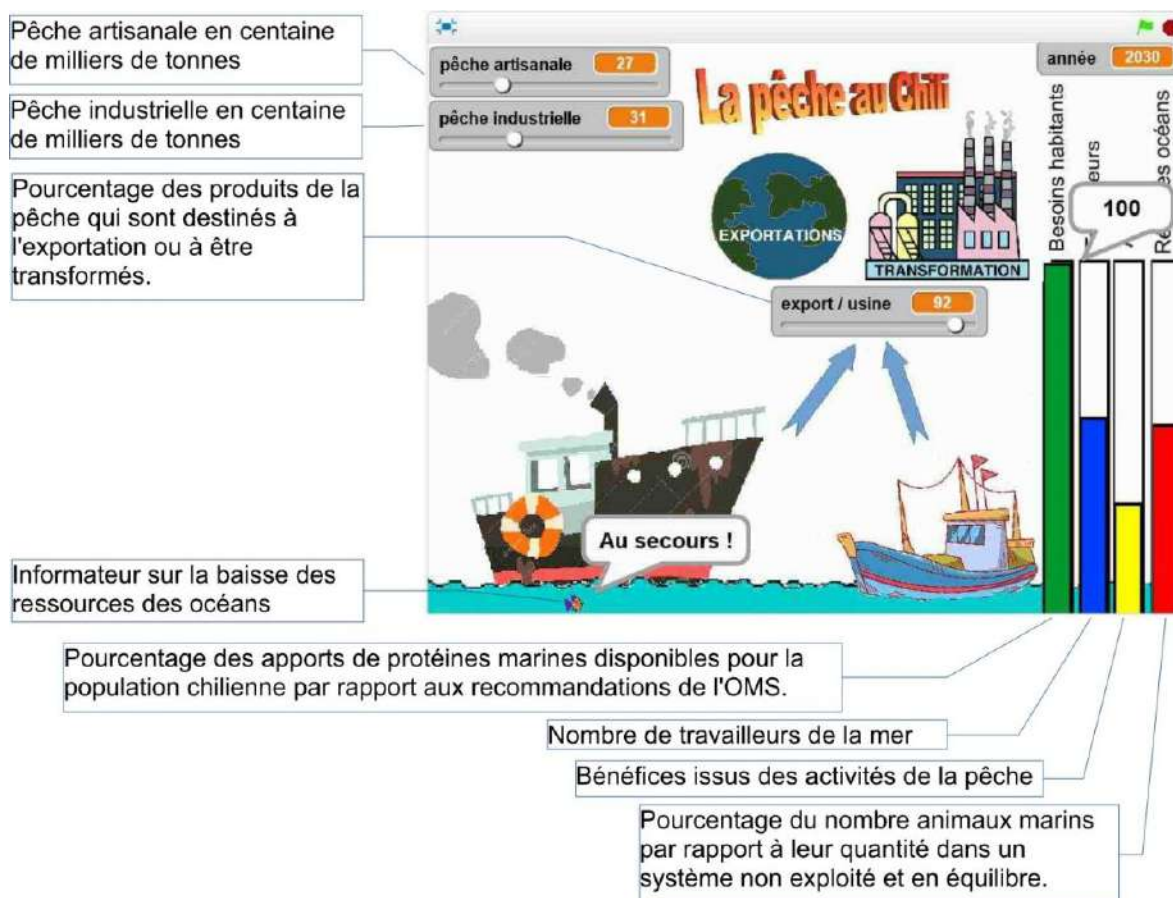 Pêche artisanale en centaine
de milliers de tonnes
Pêche industrielle en centaine
de milliers de tonnes
Pourcentage des produits de la
pêche qui sont destinés à
l'exportation ou à être
transformés.
pêche artisanale 27
pêche industrielle 31
La pêche au Chili
année 2030
EXPORTATIONS
TRANSFORMATION
export / usine 92
Besoins habitants
eurs
100
es océans
Au secours !
Informateur sur la baisse des
ressources des océans
Pourcentage des apports de protéines marines disponibles pour la
population chilienne par rapport aux recommandations de l'OMS.
Nombre de travailleurs de la mer
Bénéfices issus des activités de la pêche
Pourcentage du nombre animaux marins
par rapport à leur quantité dans un
système non exploité et en équilibre.